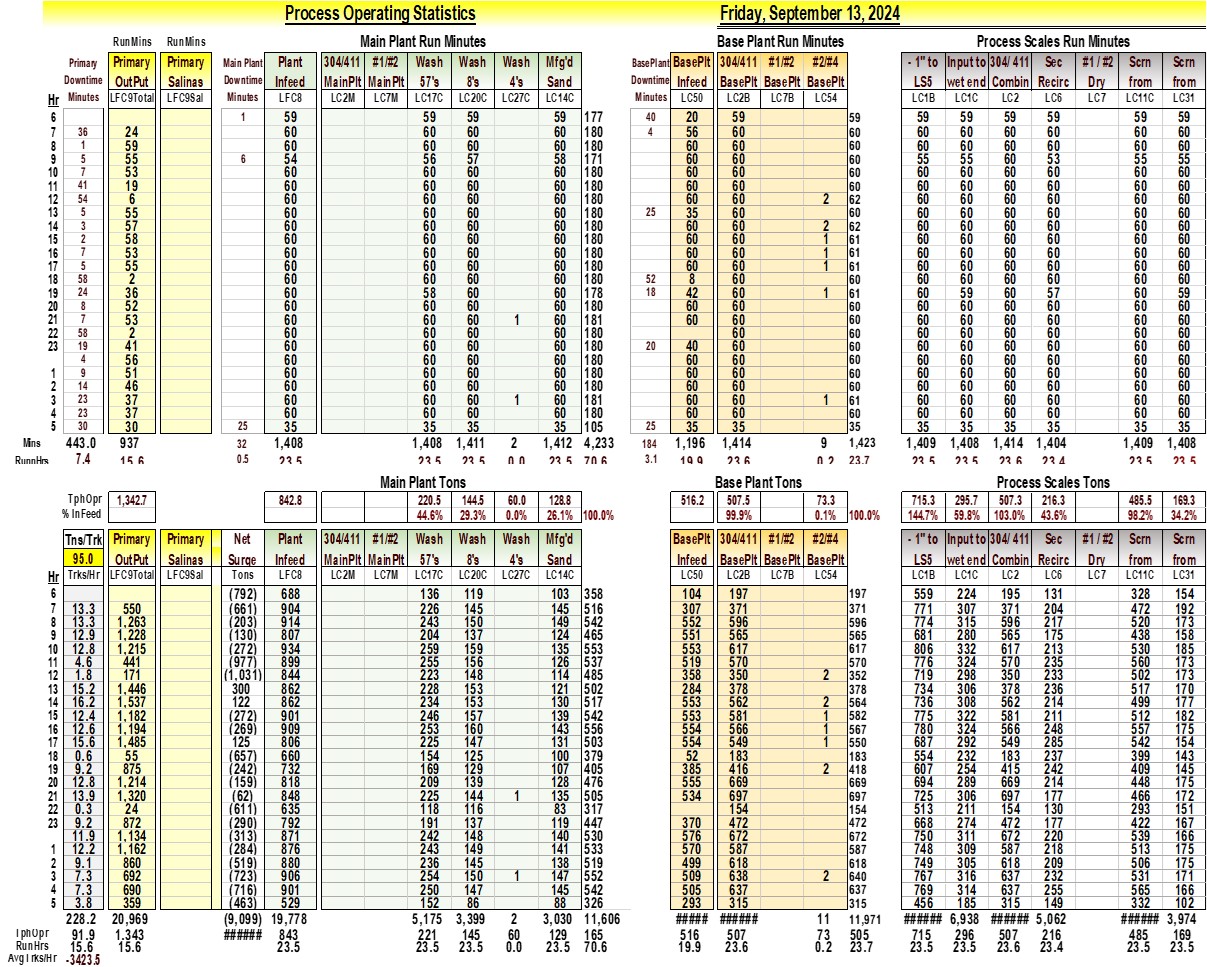 Process Operating Statistics Friday, September 13, 2024
RunMins RunMins Main Plant Run Minutes Base Plant Run Minutes Process Scales Run Minutes
Primary Primary Primary Main Plant Plant 304/411 #1/#2 Wash Wash Wash Mfg'd BasePlant BasePlt 304/411 #1/#2 #2/#4 - 1" to Input to 304/ 411 Sec #1 / #2 Scrn Scrn
Downtime OutPut Salinas Downtime Infeed MainPlt MainPlt 57's 8's 4's Sand Downtime Infeed BasePlt BasePlt BasePlt LS5 wet end Combin Recirc Dry from from
Hr Minutes LFC9Total LFC9Sal Minutes LFC8 LC2M LC7M LC17C LC20C LC27C LC14C Minutes LC50 LC2B LC7B LC54 LC1B LC1C LC2 LC6 LC7 LC11C LC31
6 1 59 59 59 59 177 40 20 59 59 59 59 59 59 59 59
7 36 24 60 60 60 60 180 4 56 60 60 60 60 60 60 60 60
8 1 59 60 60 60 60 180 60 60 60 60 60 60 60 60 60
9 5 55 6 54 56 57 58 171 60 60 60 55 55 60 53 55 55
10 7 53 60 60 60 60 180 60 60 60 60 60 60 60 60 60
11 41 19 60 60 60 60 180 60 60 60 60 60 60 60 60 60
12 54 6 60 60 60 60 180 60 60 2 62 60 60 60 60 60 60
13 5 55 60 60 60 60 180 25 35 60 60 60 60 60 60 60 60
14 3 57 60 60 60 60 180 60 60 2 62 60 60 60 60 60 60
15 2 58 60 60 60 60 180 60 60 1 61 60 60 60 60 60 60
16 7 53 60 60 60 60 180 60 60 1 61 60 60 60 60 60 60
17 5 55 60 60 60 60 180 60 60 1 61 60 60 60 60 60 60
18 58 2 60 60 60 60 180 52 8 60 60 60 60 60 60 60 60
19 24 36 60 58 60 60 178 18 42 60 1 61 60 59 60 57 60 59
20 8 52 60 60 60 60 180 60 60 60 60 60 60 60 60 60
21 7 53 60 60 60 1 60 181 60 60 60 60 60 60 60 60 60
22 58 2 60 60 60 60 180 60 60 60 60 60 60 60 60
23 19 41 60 60 60 60 180 20 40 60 60 60 60 60 60 60 60
4 56 60 60 60 60 180 60 60 60 60 60 60 60 60 60
1 9 51 60 60 60 60 180 60 60 60 60 60 60 60 60 60
2 14 46 60 60 60 60 180 60 60 60 60 60 60 60 60 60
3 23 37 60 60 60 1 60 181 60 60 1 61 60 60 60 60 60 60
4 23 37 60 60 60 60 180 60 60 60 60 60 60 60 60 60
5 30 30 25 35 35 35 35 105 25 35 35 35 35 35 35 35 35 35
Mins 443.0 937 32 1,408 1,408 1,411 2 1,412 4,233 184 1,196 1,414 9 1,423 1,409 1,408 1,414 1,404 1,409 1,408
RunnHrs 7.4 15.6 0.5 23.5 23.5 23.5 0.0 23.5 70.6 3.1 19.9 23.6 0.2 23.7 23.5 23.5 23.6 23.4 23.5 23.5
Main Plant Tons Base Plant Tons Process Scales Tons
TphOpr 1,342.7 842.8 220.5 144.5 60.0 128.8 516.2 507.5 73.3 715.3 295.7 507.3 216.3 485.5 169.3
% InFeed 44.6% 29.3% 0.0% 26.1% 100.0% 99.9% 0.1% 100.0% 144.7% 59.8% 103.0% 43.6% 98.2% 34.2%
Tns/Trk Primary Primary Net Plant 304/411 #1/#2 Wash Wash Wash Mfg'd BasePlt 304/411 #1/#2 #2/#4 - 1" to Input to 304/ 411 Sec #1 / #2 Scrn Scrn
95.0 OutPut Salinas Surge Infeed MainPlt MainPlt 57's 8's 4's Sand Infeed BasePlt BasePlt BasePlt LS5 wet end Combin Recirc Dry from from
Hr Trks/Hr LFC9Total LFC9Sal Tons LFC8 LC2M LC7M LC17C LC20C LC27C LC14C LC50 LC2B LC7B LC54 LC1B LC1C LC2 LC6 LC7 LC11C LC31
6 (792) 688 136 119 103 358 104 197 197 559 224 195 131 328 154
7 13.3 550 (661) 904 226 145 145 516 307 371 371 771 307 371 204 472 192
8 13.3 1,263 (203) 914 243 150 149 542 552 596 596 774 315 596 217 520 173
9 12.9 1,228 (130) 807 204 137 124 465 551 565 565 681 280 565 175 438 158
10 12.8 1,215 (272) 934 259 159 135 553 553 617 617 806 332 617 213 530 185
11 4.6 441 (977) 899 255 156 126 537 519 570 570 776 324 570 235 560 173
12 1.8 171 (1,031) 844 223 148 114 485 358 350 2 352 719 298 350 233 502 173
13 15.2 1,446 300 862 228 153 121 502 284 378 378 734 306 378 236 517 170
14 16.2 1,537 122 862 234 153 130 517 553 562 2 564 736 308 562 214 499 177
15 12.4 1,182 (272) 901 246 157 139 542 553 581 1 582 775 322 581 211 512 182
16 12.6 1,194 (269) 909 253 160 143 556 554 566 1 567 780 324 566 248 557 175
17 15.6 1,485 125 806 225 147 131 503 554 549 1 550 687 292 549 285 542 154
18 0.6 55 (657) 660 154 125 100 379 52 183 183 554 232 183 237 399 143
19 9.2 875 (242) 732 169 129 107 405 385 416 2 418 607 254 415 242 409 145
20 12.8 1,214 (159) 818 209 139 128 476 555 669 669 694 289 669 214 448 175
21 13.9 1,320 (62) 848 225 144 1 135 505 534 697 697 725 306 697 177 466 172
22 0.3 24 (611) 635 118 116 83 317 154 154 513 211 154 130 293 151
23 9.2 872 (290) 792 191 137 119 447 370 472 472 668 274 472 177 422 167
11.9 1,134 (313) 871 242 148 140 530 576 672 672 750 311 672 220 539 166
1 12.2 1,162 (284) 876 243 149 141 533 570 587 587 748 309 587 218 513 175
2 9.1 860 (519) 880 236 145 138 519 499 618 618 749 305 618 209 506 175
3 7.3 692 (723) 906 254 150 1 147 552 509 638 2 640 767 316 637 232 531 171
4 7.3 690 (716) 901 250 147 145 542 505 637 637 769 314 637 255 565 166
5 3.8 359 (463) 529 152 86 88 326 293 315 315 456 185 315 149 332 102
228.2 20,969 (9,099) 19,778 5,175 3,399 2 3,030 11,606 ##### ###### 11 11,971 ###### 6,938 ###### 5,062 ###### 3,974
TphOpr 91.9 1,343 ###### 843 221 145 60 129 165 516 507 73 505 715 296 507 216 485 169
RunHrs 15.6 15.6 23.5 23.5 23.5 0.0 23.5 70.6 19.9 23.6 0.2 23.7 23.5 23.5 23.6 23.4 23.5 23.5
AvgTrks/Hr -3423.5